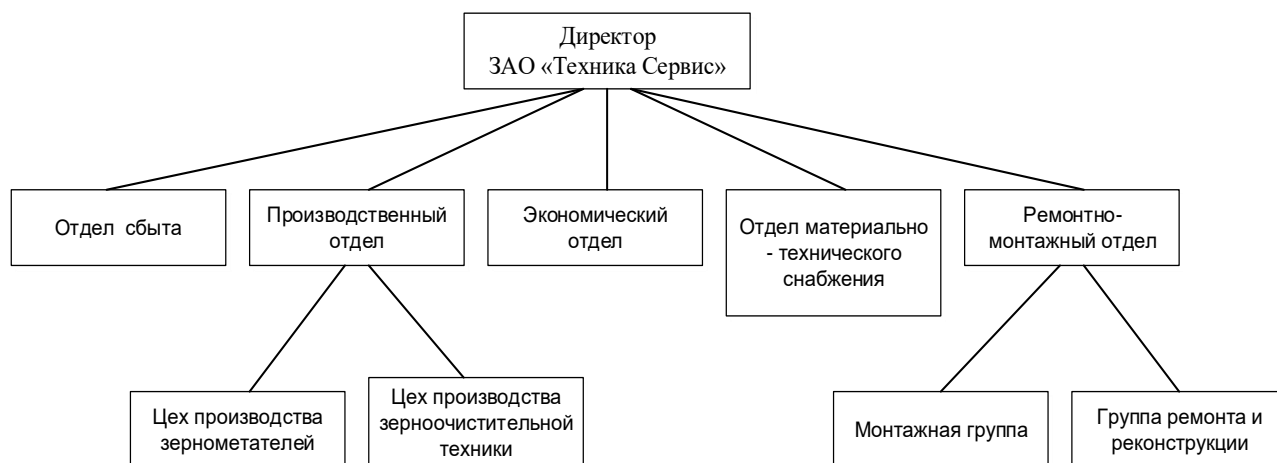 Директор
ЗАО «Техника Сервис»
Отдел сбыта
Производственный
отдел
Экономический
отдел
Отдел материально
- технического
снабжения
Ремонтно-
монтажный отдел
Цех производства
зернометателей
Цех производства
зерноочистительной
техники
Монтажная группа
Группа ремонта и
реконструкции